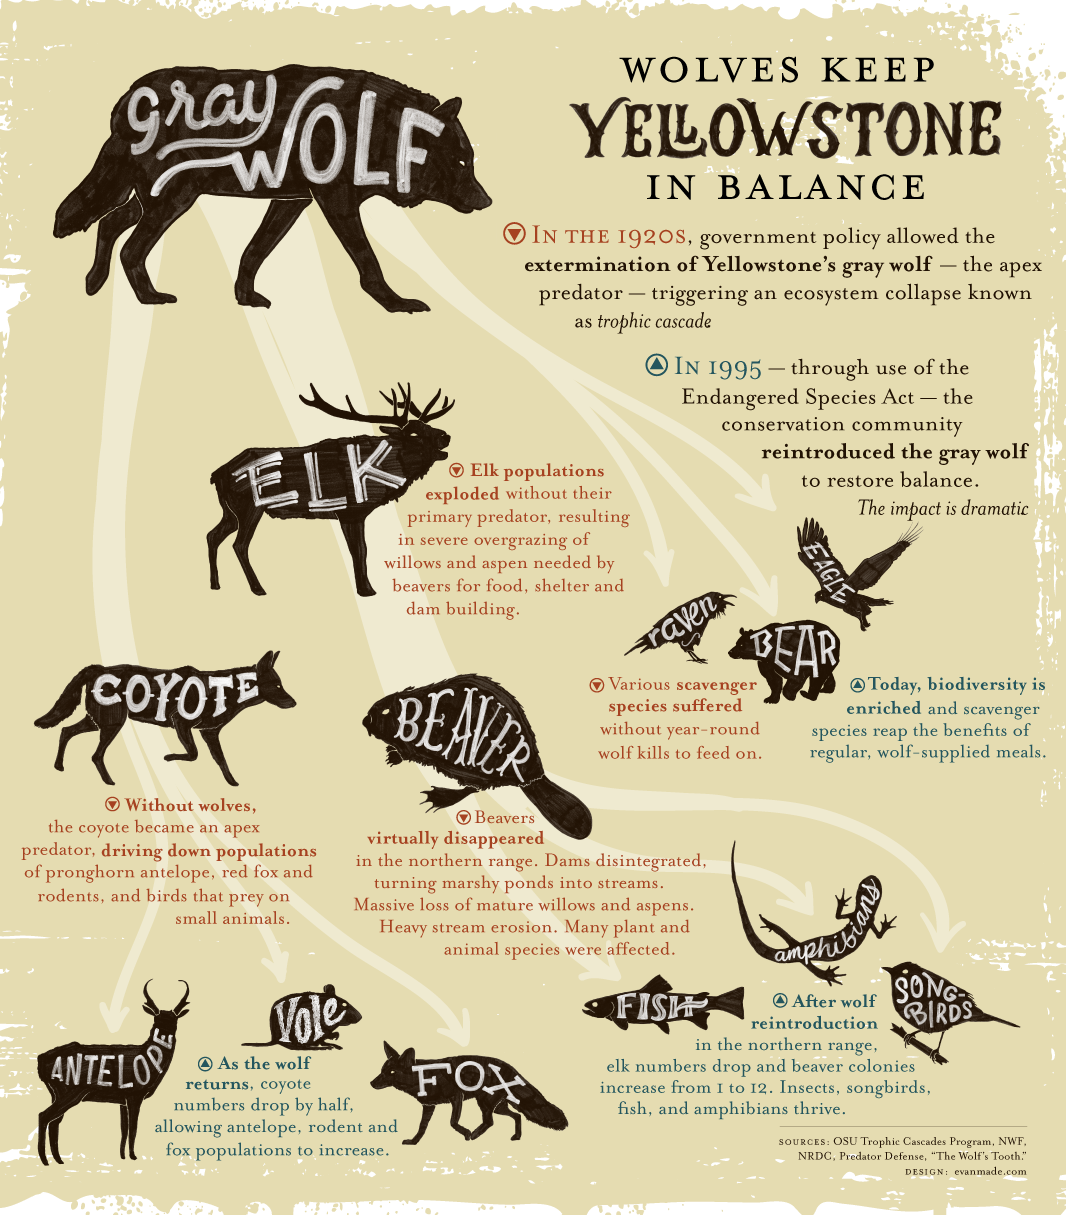 gray
WOLF
WOLVES KEEP
YELLOWSTONE
IN BALANCE
IN THE 1920S, government policy allowed the
extermination of Yellowstone's gray wolf — the apex
predator — triggering an ecosystem collapse known
as trophic cascade
IN 1995 — through use of the
Endangered Species Act — the
conservation community
reintroduced the gray wolf
to restore balance.
The impact is dramatic
ELK
Elk populations
exploded without their
primary predator, resulting
in severe overgrazing of
willows and aspen needed by
beavers for food, shelter and
dam building.
EAGLE
raven
BEAR
Various scavenger
species suffered
without year-round
wolf kills to feed on.
Today, biodiversity is
enriched and scavenger
species reap the benefits of
regular, wolf-supplied meals.
COYOTE
Without wolves,
the coyote became an apex
predator, driving down populations
of pronghorn antelope, red fox and
rodents, and birds that prey on
small animals.
BEAVER
Beavers
virtually disappeared
in the northern range. Dams disintegrated,
turning marshy ponds into streams.
Massive loss of mature willows and aspens.
Heavy stream erosion. Many plant and
animal species were affected.
ANTELOPE
Vole
FOX
As the wolf
returns, coyote
numbers drop by half,
allowing antelope, rodent and
fox populations to increase.
amphibians
FISH
SONG-
BIRDS
After wolf
reintroduction
in the northern range,
elk numbers drop and beaver colonies
increase from 1 to 12. Insects, songbirds,
fish, and amphibians thrive.
SOURCES: OSU Trophic Cascades Program, NWF,
NRDC, Predator Defense, "The Wolf's Tooth."
DESIGN: evanmade.com